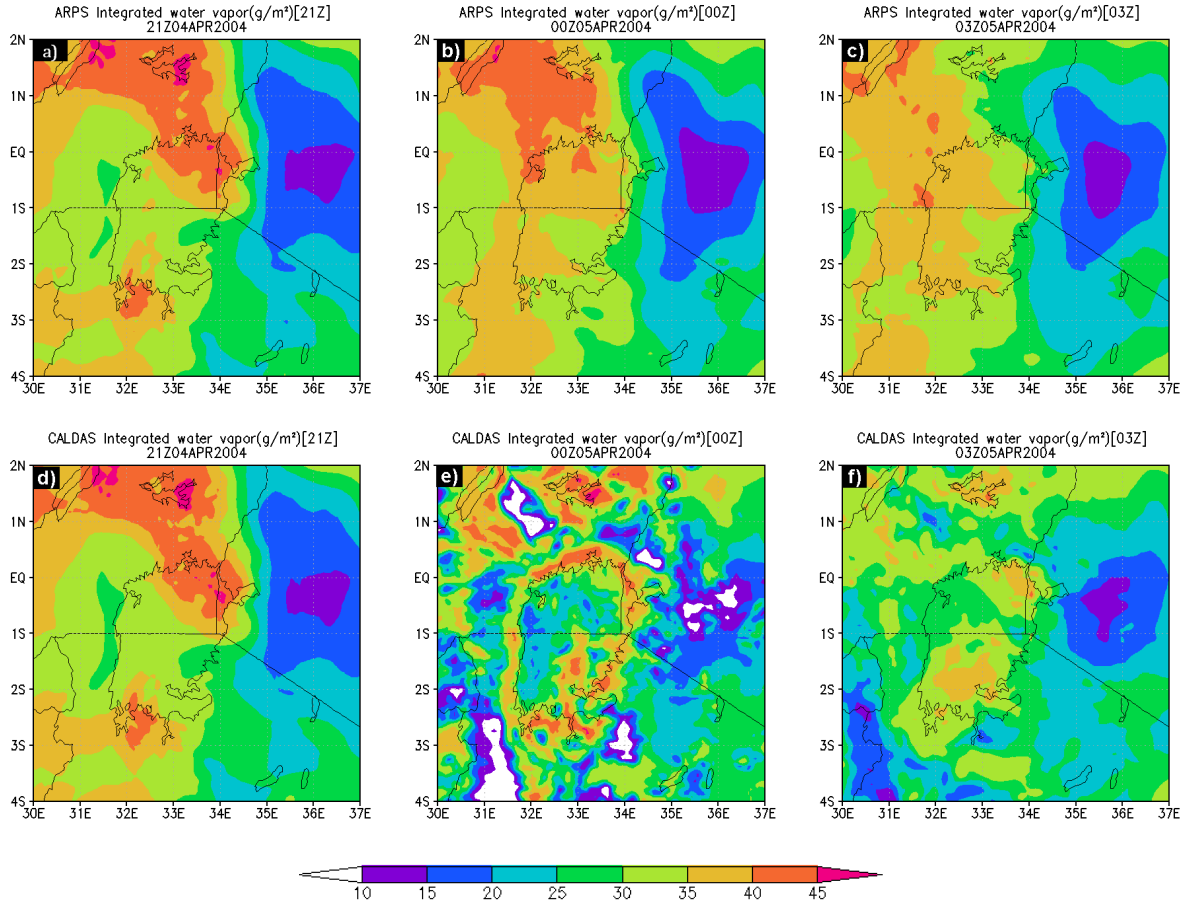 ARPS Integrated water vapor(g/m²)[21Z]
21Z04APR2004
a)
2N
1N
EQ
1S
2S
3S
4S
30E 31E 32E 33E 34E 35E 36E 37E
ARPS Integrated water vapor(g/m²)[00Z]
00Z05APR2004
b)
2N
1N
EQ
1S
2S
3S
4S
30E 31E 32E 33E 34E 35E 36E 37E
ARPS Integrated water vapor(g/m²)[03Z]
03Z05APR2004
c)
2N
1N
EQ
1S
2S
3S
4S
30E 31E 32E 33E 34E 35E 36E 37E
CALDAS Integrated water vapor(g/m²)[21Z]
21Z04APR2004
d)
2N
1N
EQ
1S
2S
3S
4S
30E 31E 32E 33E 34E 35E 36E 37E
CALDAS Integrated water vapor(g/m²)[00Z]
00Z05APR2004
e)
2N
1N
EQ
1S
2S
3S
4S
30E 31E 32E 33E 34E 35E 36E 37E
CALDAS Integrated water vapor(g/m²)[03Z]
03Z05APR2004
f)
2N
1N
EQ
1S
2S
3S
4S
30E 31E 32E 33E 34E 35E 36E 37E
10 15 20 25 30 35 40 45